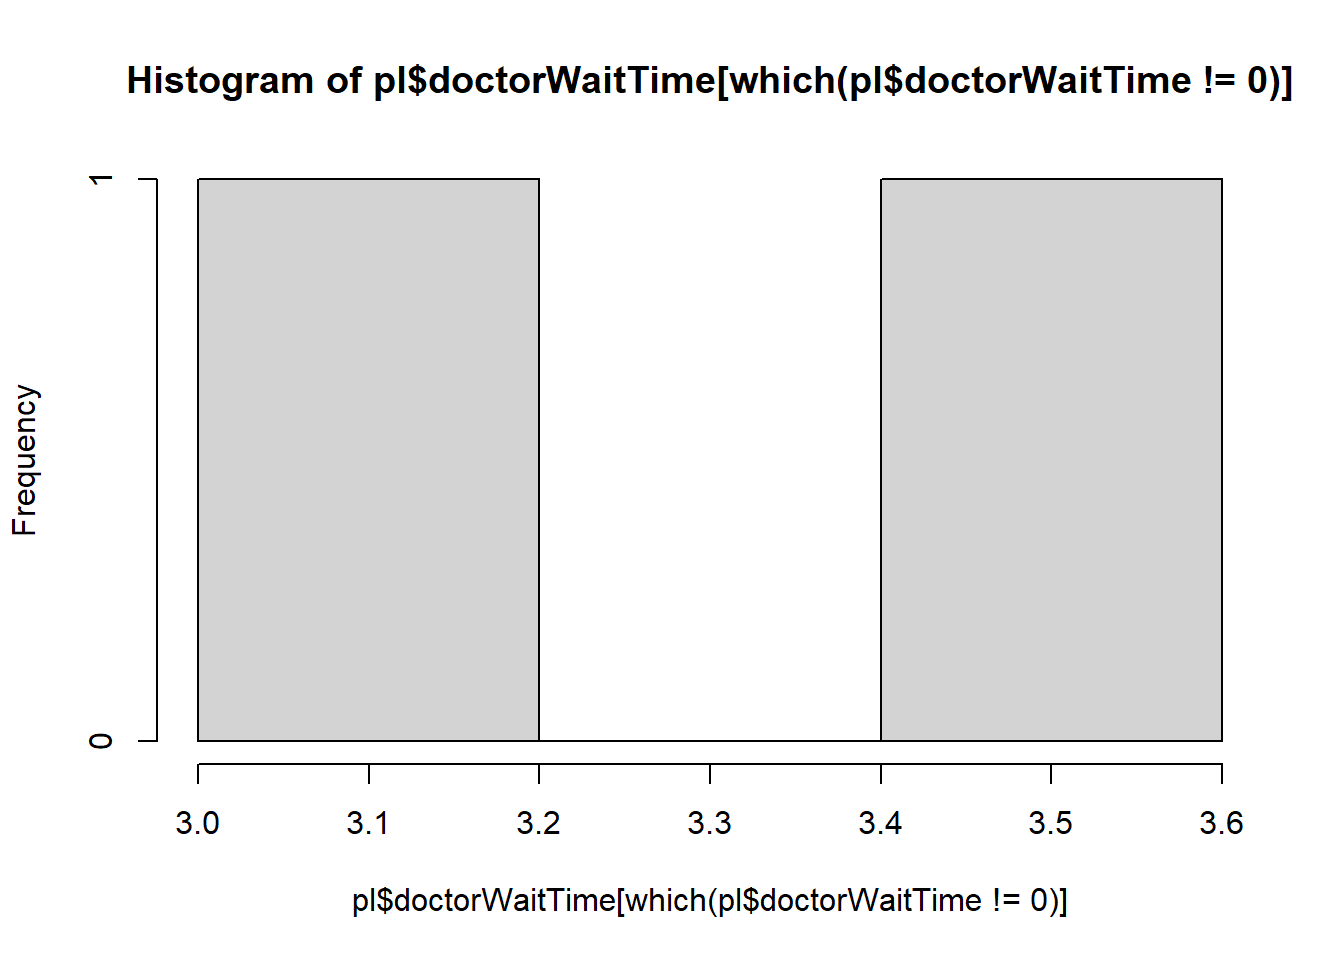 Histogram of pl$doctorWaitTime[which(pl$doctorWaitTime != 0)]
1
Frequency
0
3.0 3.1 3.2 3.3 3.4 3.5 3.6
pl$doctorWaitTime[which(pl$doctorWaitTime != 0)]